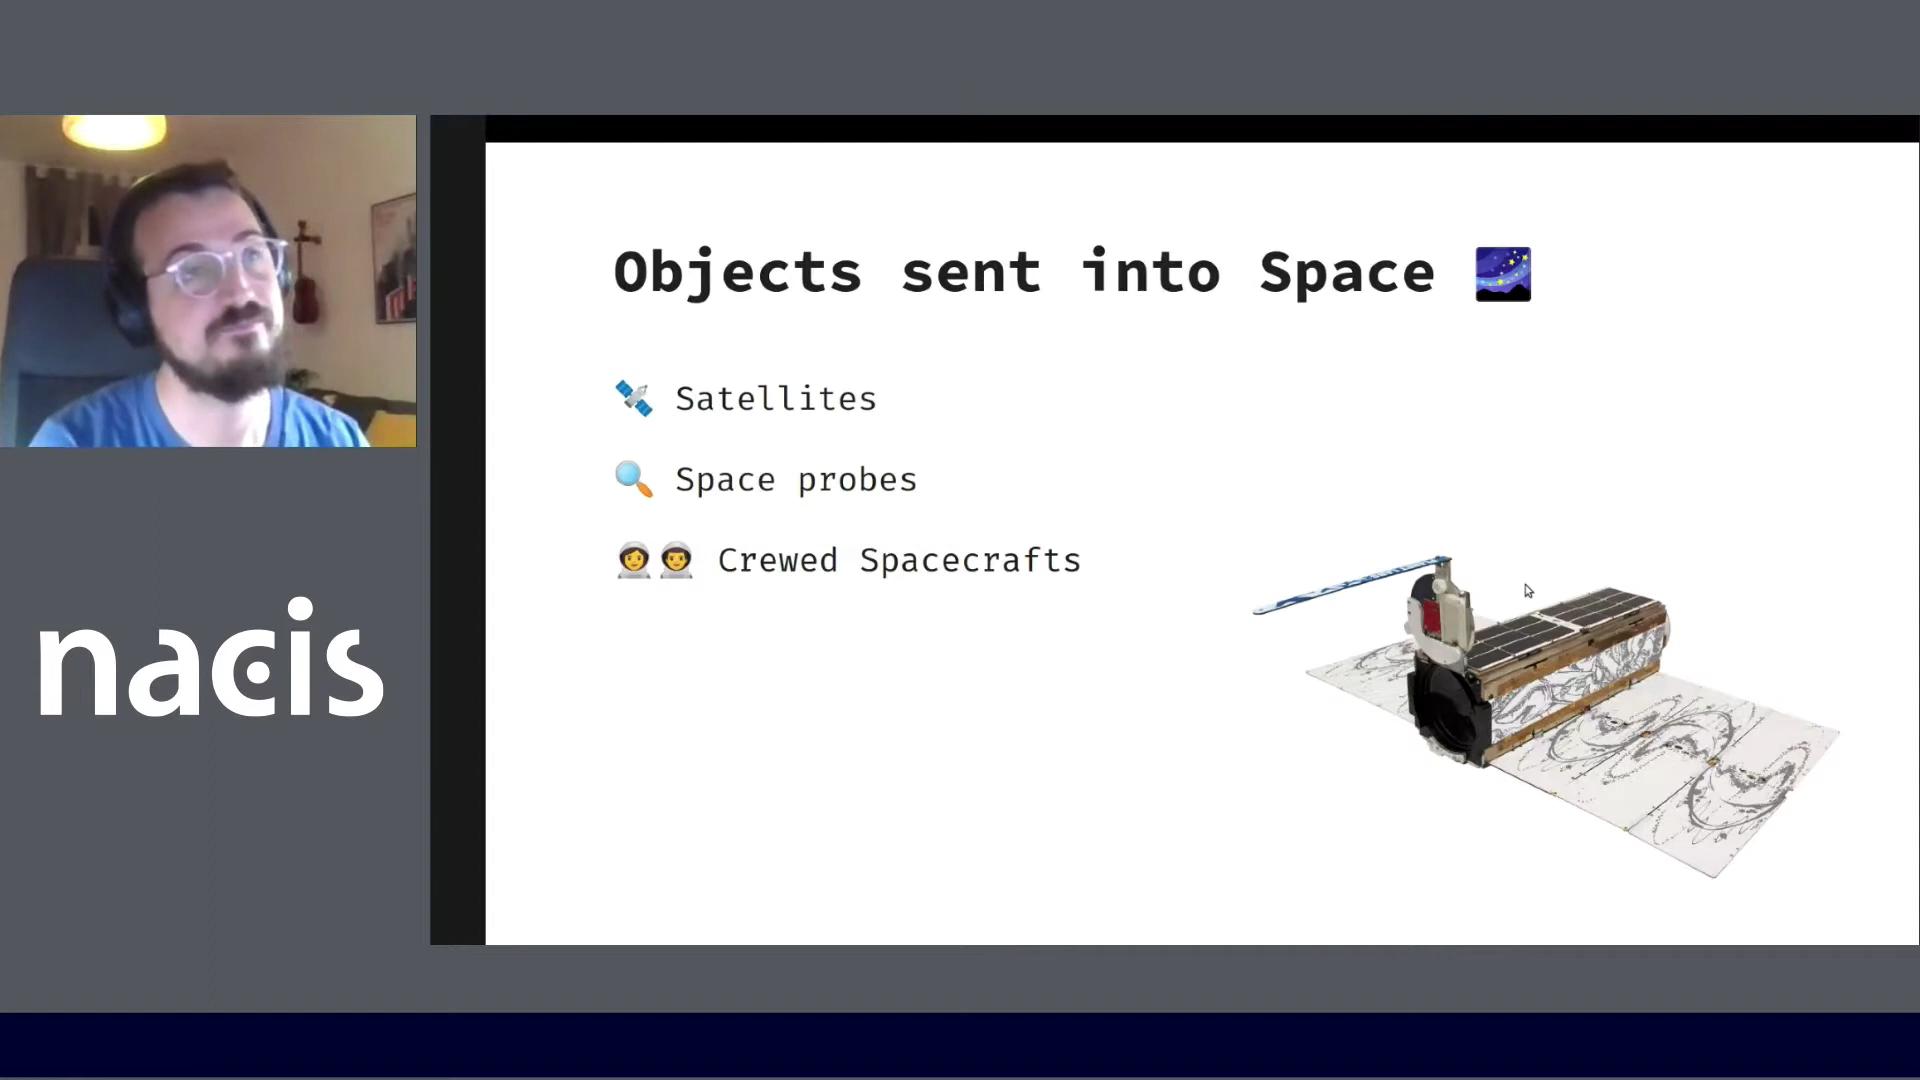 Objects sent into Space
Satellites
Space probes
Crewed Spacecrafts
nacis